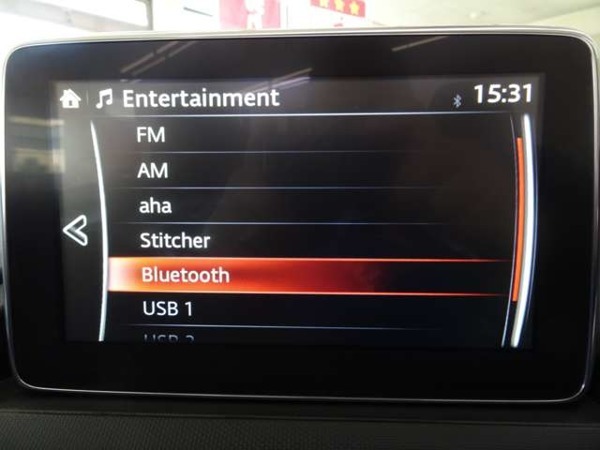 Entertainment 15:31
FM
AM
aha
Stitcher
Bluetooth
USB 1